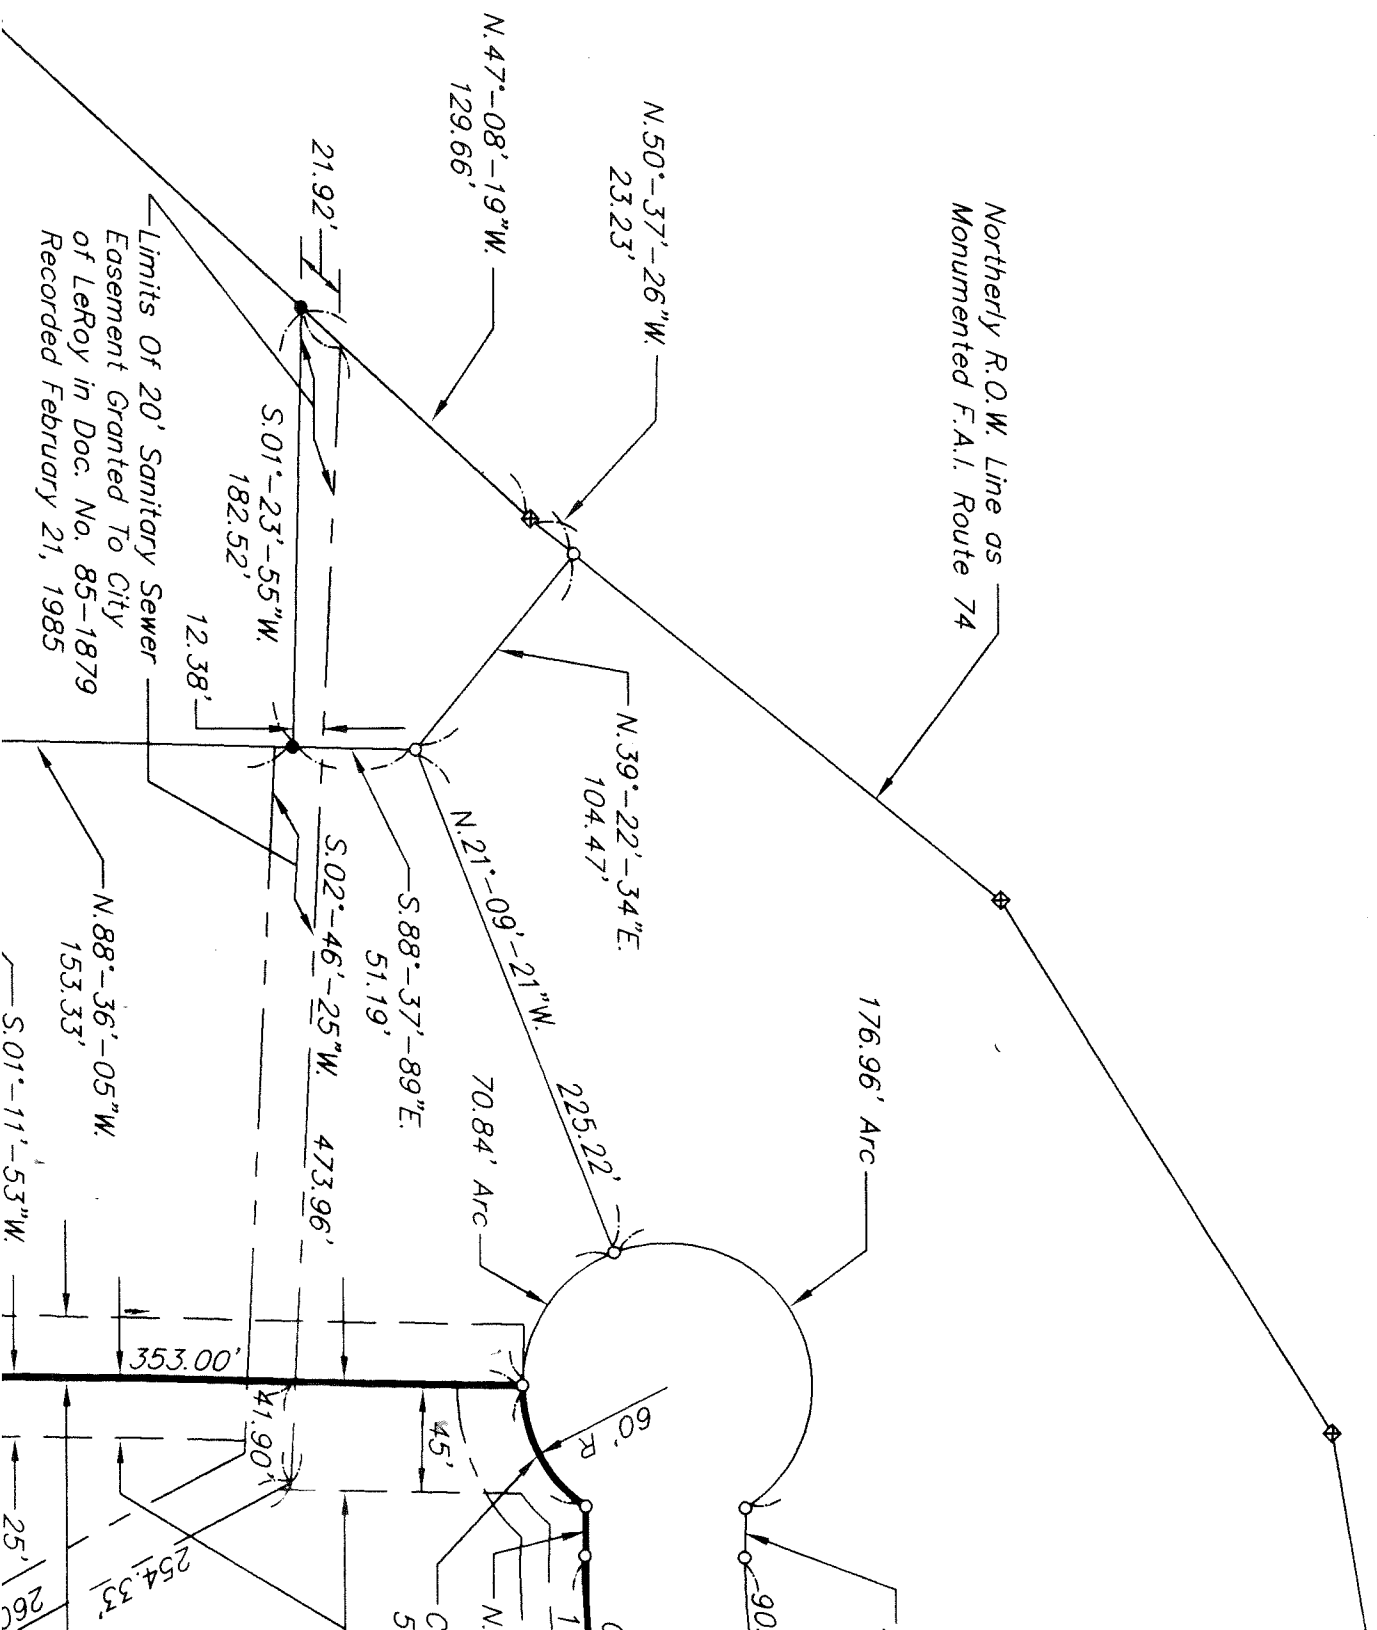 Northerly R.O.W. Line as
Monumented F.A.I. Route 74
N.50°-37'-26"W.
23.23'
N.47°-08'-19"W.
129.66'
21.92'
Limits Of 20' Sanitary Sewer
Easement Granted To City
of LeRoy in Doc. No. 85-1879
Recorded February 21, 1985
S.01°-23'-55"W.
182.52'
12.38'
N.39°-22'-34"E.
104.47'
N.21°-09'-21"W. 225.22'
S.88°-37'-89"E.
51.19'
S.02°-46'-25"W. 473.96'
N.88°-36'-05"W.
153.33'
S.01°-11'-53"W.
176.96' Arc
70.84' Arc
353.00'
41.90'
45'
60' R
25'
254.33'
260
90.
N.
1
5